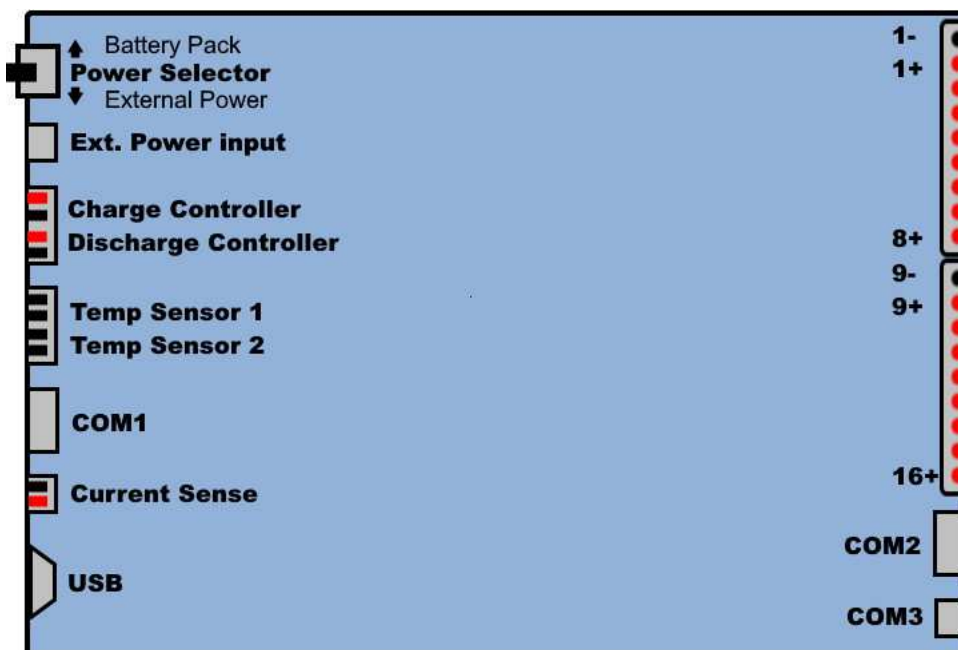 Battery Pack
Power Selector
External Power
Ext. Power input
Charge Controller
Discharge Controller
Temp Sensor 1
Temp Sensor 2
COM1
Current Sense
USB
1-
1+
8+
9-
9+
16+
COM2
COM3